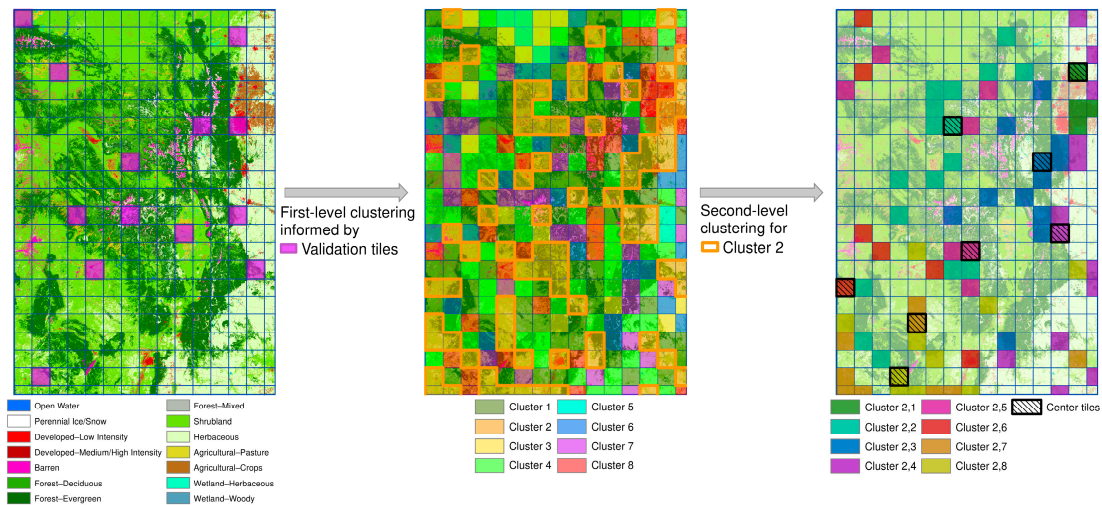 First-level clustering
informed by
Validation tiles
Second-level
clustering for
Cluster 2
Open Water
Perennial Ice/Snow
Developed–Low Intensity
Developed–Medium/High Intensity
Barren
Forest–Deciduous
Forest–Evergreen
Forest–Mixed
Shrubland
Herbaceous
Agricultural–Pasture
Agricultural–Crops
Wetland–Herbaceous
Wetland–Woody
Cluster 1
Cluster 2
Cluster 3
Cluster 4
Cluster 5
Cluster 6
Cluster 7
Cluster 8
Cluster 2,1
Cluster 2,2
Cluster 2,3
Cluster 2,4
Cluster 2,5
Cluster 2,6
Cluster 2,7
Cluster 2,8
Center tiles